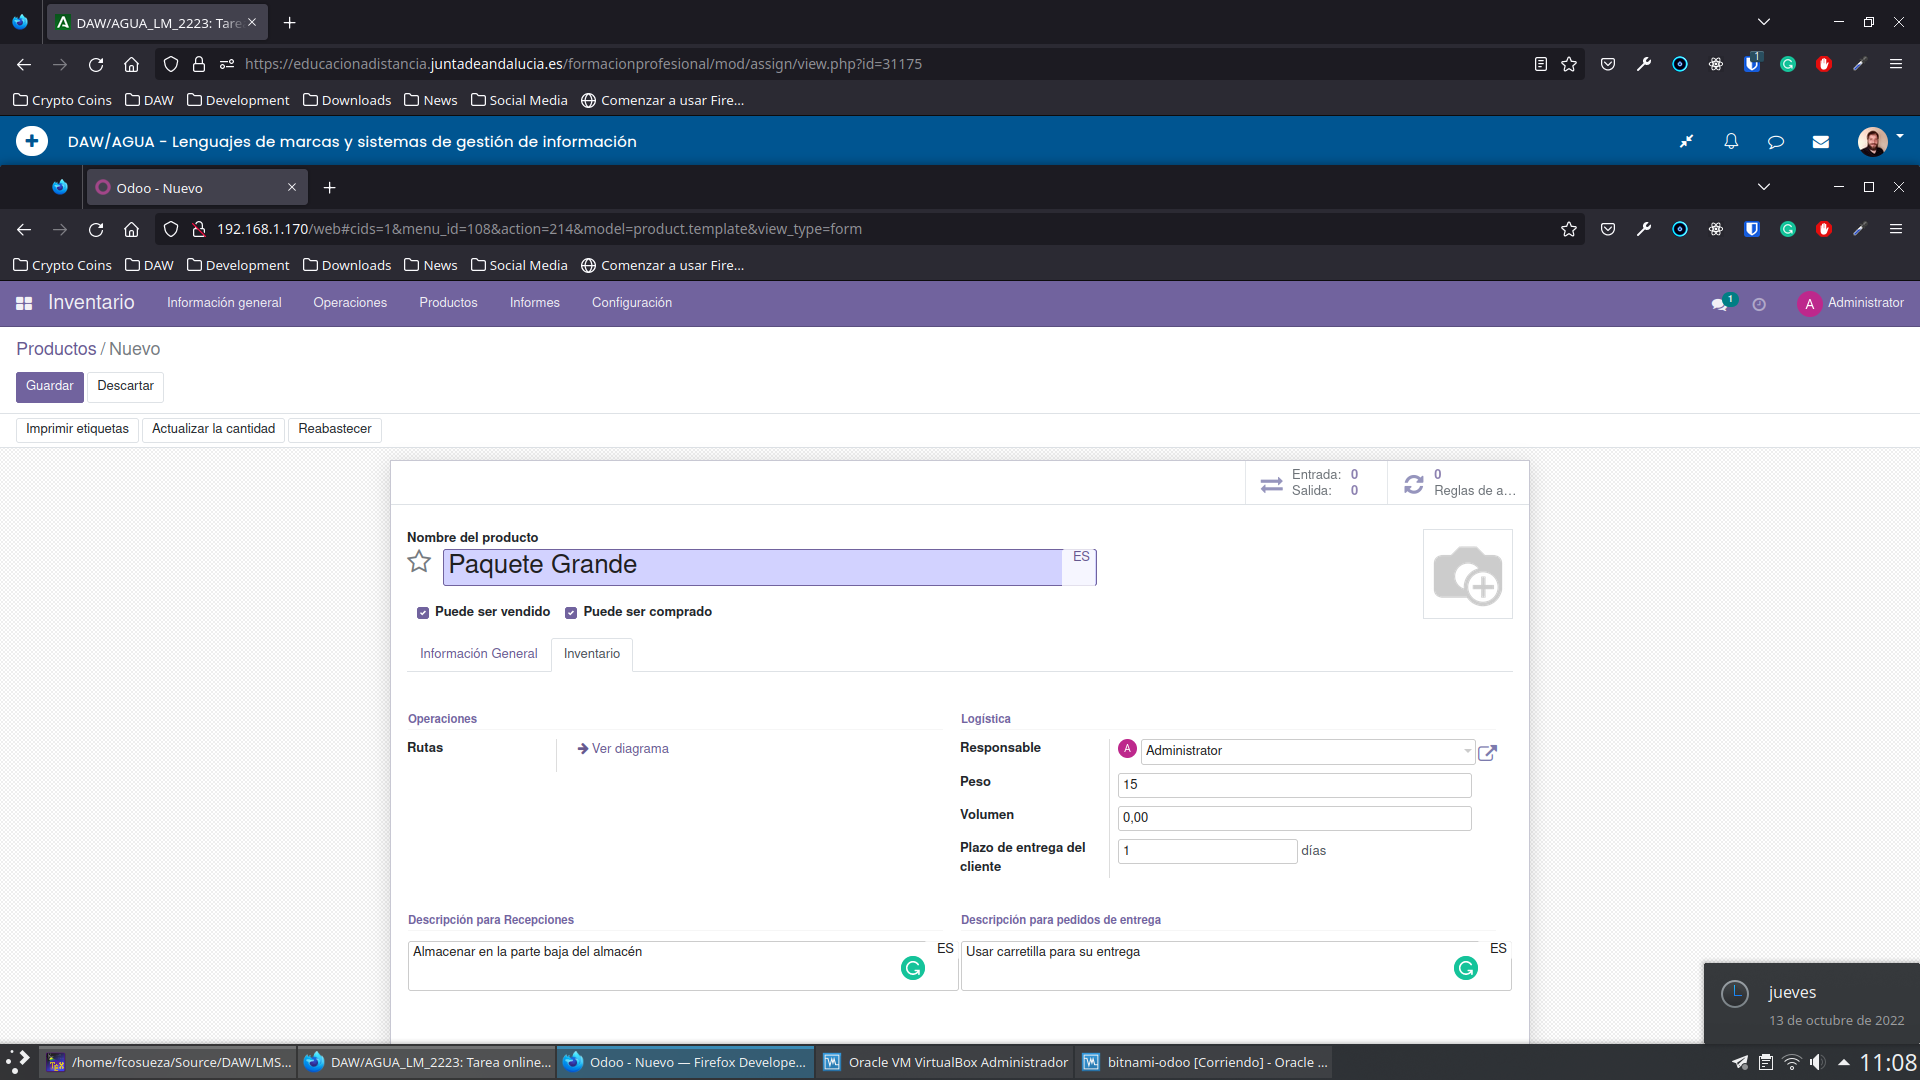 DAW/AGUA_LM_2223: Tare
https://educacionadistancia.juntadeandalucia.es/formacionprofesional/mod/assign/view.php?id=31175
1
Crypto Coins DAW Development Downloads News Social Media Comenzar a usar Fire...
DAW/AGUA - Lenguajes de marcas y sistemas de gestión de información
Odoo - Nuevo
192.168.1.170/web#cids=1&menu_id=108&action=214&model=product.template&view_type=form
Crypto Coins DAW Development Downloads News Social Media Comenzar a usar Fire...
Inventario Información general Operaciones Productos Informes Configuración 1 A Administrator
Productos / Nuevo
Guardar Descartar
Imprimir etiquetas Actualizar la cantidad Reabastecer
Entrada: 0
Salida: 0
0
Reglas de a...
Nombre del producto
Paquete Grande ES
Puede ser vendido Puede ser comprado
Información General Inventario
Operaciones
Rutas Ver diagrama
Logística
Responsable A Administrator
Peso 15
Volumen 0,00
Plazo de entrega del cliente 1 días
Descripción para Recepciones
Almacenar en la parte baja del almacén ES
Descripción para pedidos de entrega
Usar carretilla para su entrega ES
jueves
13 de octubre de 2022
/home/fcosueza/Source/DAW/LMS... DAW/AGUA_LM_2223: Tarea online... Odoo - Nuevo — Firefox Develope... Oracle VM VirtualBox Administrador bitnami-odoo [Corriendo] - Oracle ... 11:08